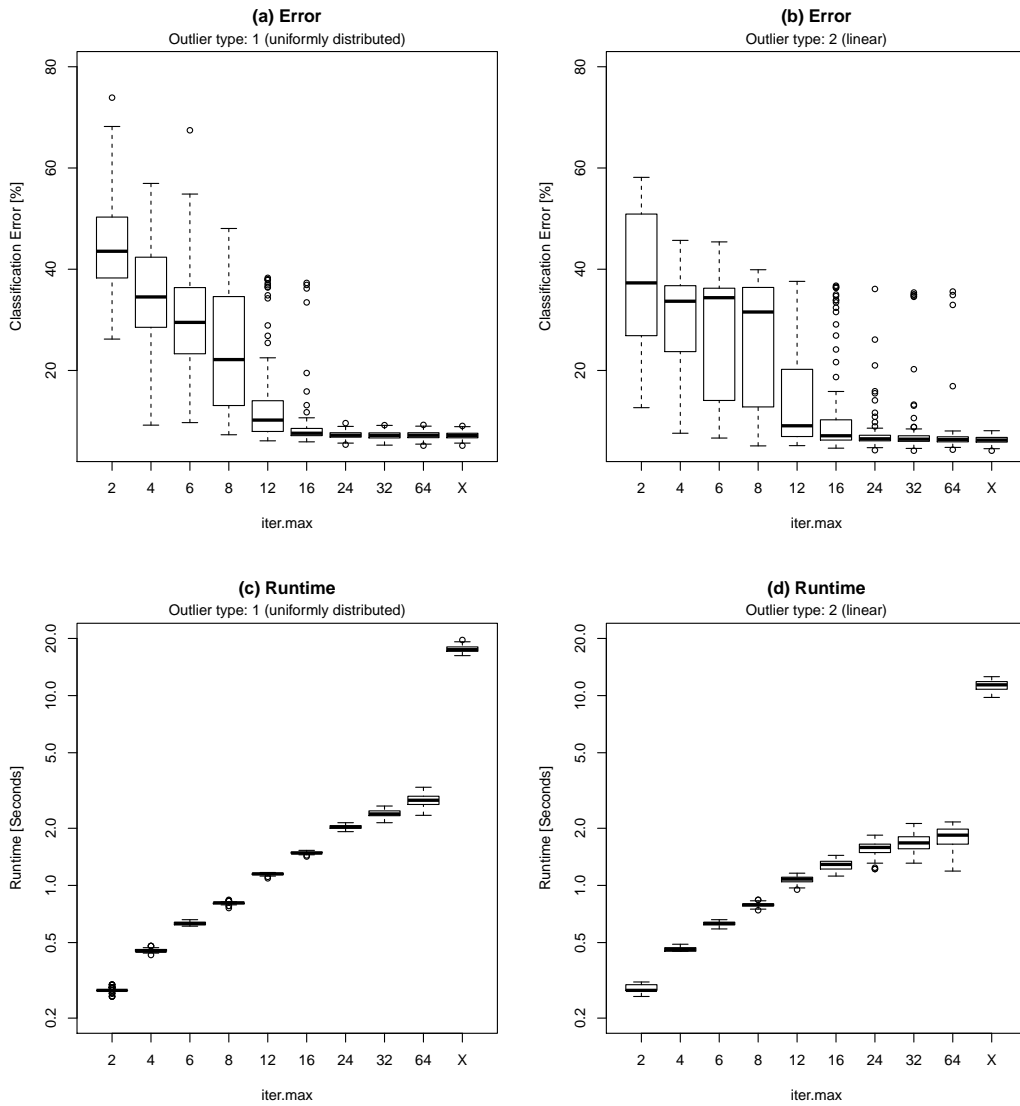 (a) Error
Outlier type: 1 (uniformly distributed)
Classification Error [%]
80
60
40
20
2 4 6 8 12 16 24 32 64 X
iter.max
(b) Error
Outlier type: 2 (linear)
Classification Error [%]
80
60
40
20
2 4 6 8 12 16 24 32 64 X
iter.max
(c) Runtime
Outlier type: 1 (uniformly distributed)
Runtime [Seconds]
20.0
10.0
5.0
2.0
1.0
0.5
0.2
2 4 6 8 12 16 24 32 64 X
iter.max
(d) Runtime
Outlier type: 2 (linear)
Runtime [Seconds]
20.0
10.0
5.0
2.0
1.0
0.5
0.2
2 4 6 8 12 16 24 32 64 X
iter.max